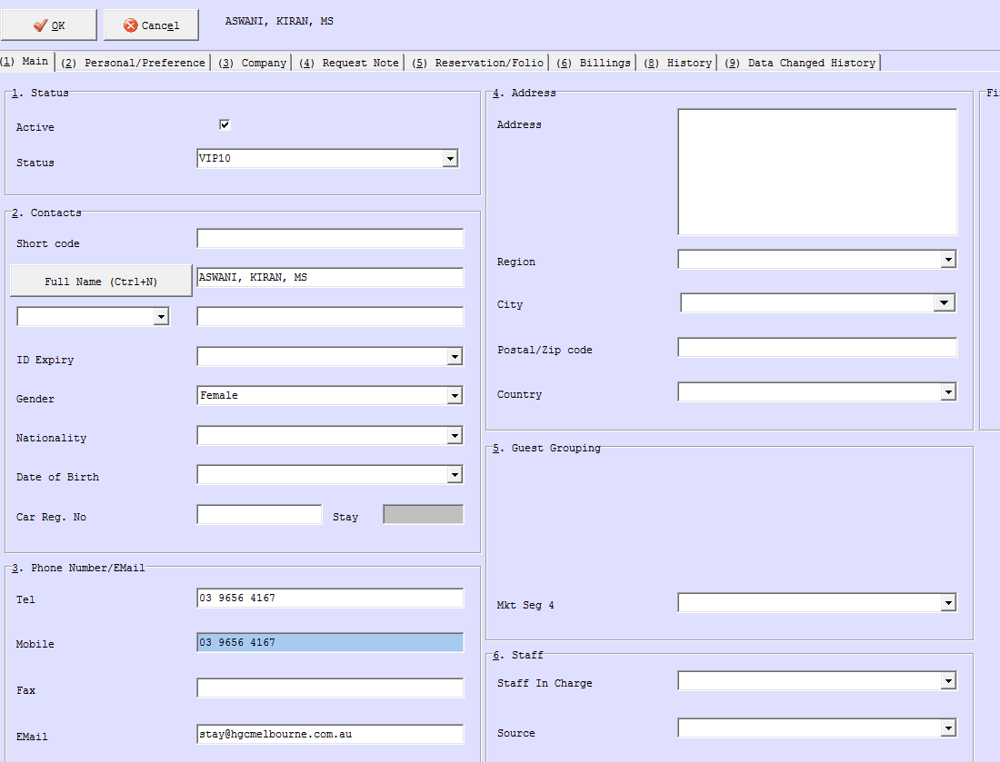 OK Cancel ASWANI, KIRAN, MS
(1) Main (2) Personal/Preference (3) Company (4) Request Note (5) Reservation/Folio (6) Billings (8) History (9) Data Changed History
1. Status
Active
Status VIP10
2. Contacts
Short code
Full Name (Ctrl+N) ASWANI, KIRAN, MS
ID Expiry
Gender Female
Nationality
Date of Birth
Car Reg. No Stay
3. Phone Number/EMail
Tel 03 9656 4167
Mobile 03 9656 4167
Fax
EMail stay@hgcmelbourne.com.au
4. Address
Address
Region
City
Postal/Zip code
Country
5. Guest Grouping
Mkt Seg 4
6. Staff
Staff In Charge
Source